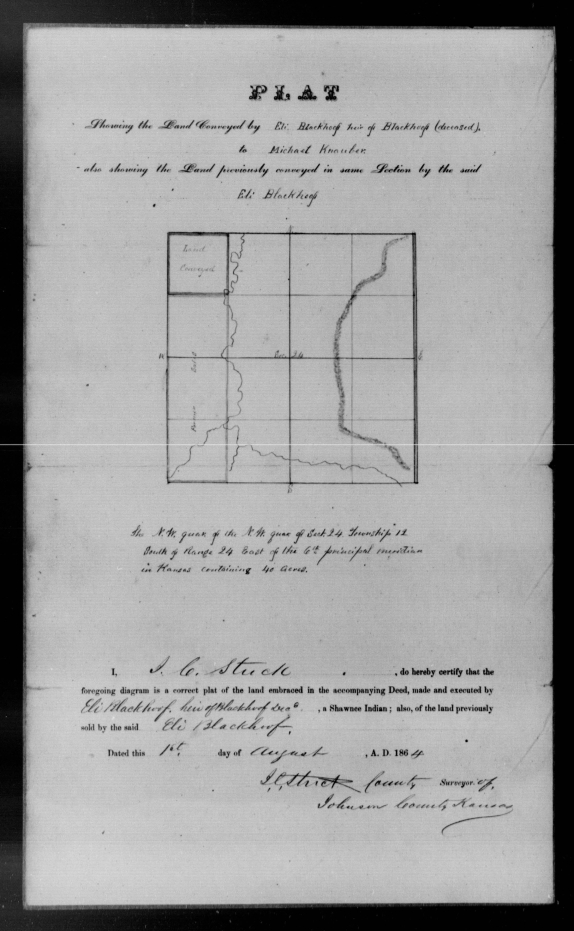 PLAT
Showing the Land Conveyed by Eli Blackhoof heir of Blackhoof (deceased).
to Michael Knauber.
also showing the Land previously conveyed in same Section by the said
Eli Blackhoof
Land
Conveyed
W
Sec. 24
Sold
The N.W. quar of the N.W. quar of Sect 24 Township 12
South of Range 24 East of the 6th principal meridian
in Kansas containing 40 acres.
I, J. C. Stuck , do hereby certify that the
foregoing diagram is a correct plat of the land embraced in the accompanying Deed, made and executed by
Eli Blackhoof, heir of Blackhoof Decd. , a Shawnee Indian; also, of the land previously
sold by the said Eli Blackhoof.
Dated this 1st. day of August , A. D. 1864
J. C. Stuck County Surveyor of,
Johnson County Kansas